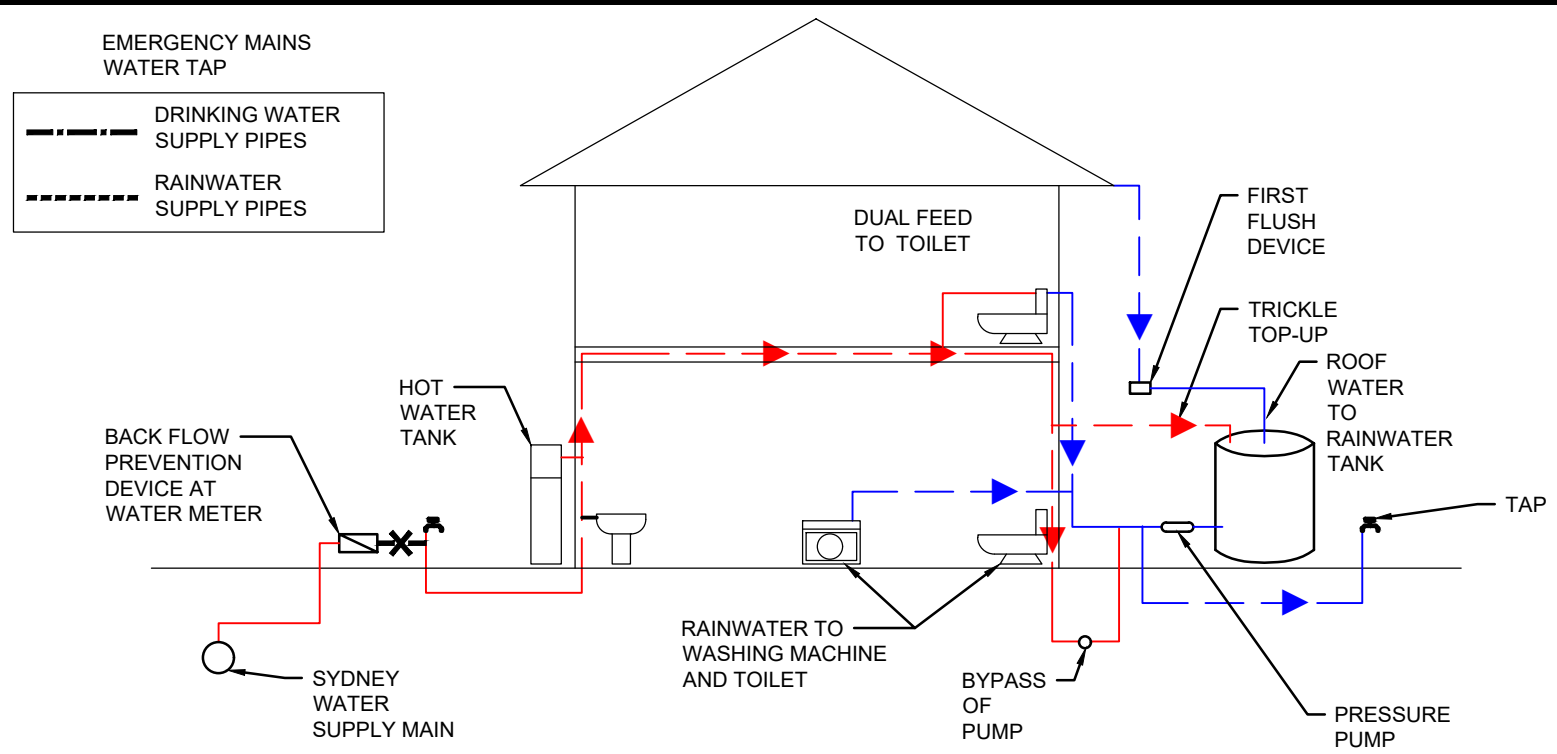 EMERGENCY MAINS
WATER TAP
DRINKING WATER
SUPPLY PIPES
RAINWATER
SUPPLY PIPES
DUAL FEED
TO TOILET
FIRST
FLUSH
DEVICE
TRICKLE
TOP-UP
ROOF
WATER
TO
RAINWATER
TANK
HOT
WATER
TANK
BACK FLOW
PREVENTION
DEVICE AT
WATER METER
TAP
RAINWATER TO
WASHING MACHINE
AND TOILET
SYDNEY
WATER
SUPPLY MAIN
BYPASS
OF
PUMP
PRESSURE
PUMP